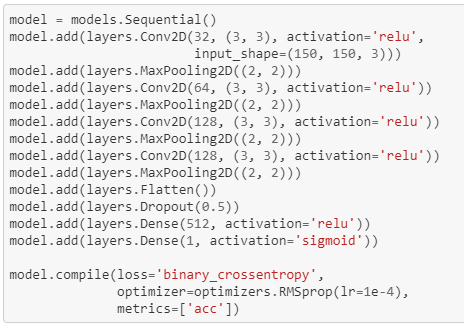 model = models.Sequential()
model.add(layers.Conv2D(32, (3, 3), activation='relu',
                        input_shape=(150, 150, 3)))
model.add(layers.MaxPooling2D((2, 2)))
model.add(layers.Conv2D(64, (3, 3), activation='relu'))
model.add(layers.MaxPooling2D((2, 2)))
model.add(layers.Conv2D(128, (3, 3), activation='relu'))
model.add(layers.MaxPooling2D((2, 2)))
model.add(layers.Conv2D(128, (3, 3), activation='relu'))
model.add(layers.MaxPooling2D((2, 2)))
model.add(layers.Flatten())
model.add(layers.Dropout(0.5))
model.add(layers.Dense(512, activation='relu'))
model.add(layers.Dense(1, activation='sigmoid'))

model.compile(loss='binary_crossentropy',
              optimizer=optimizers.RMSprop(lr=1e-4),
              metrics=['acc'])